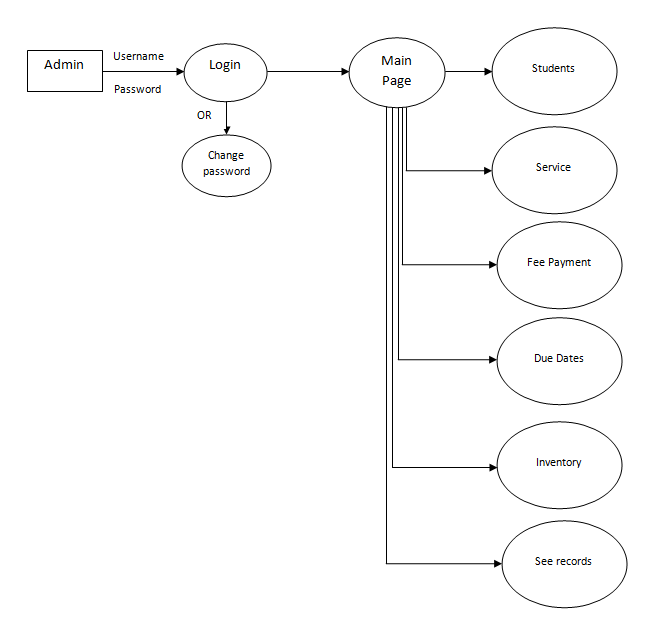 Admin
Username
Password
Login
OR
Change
password
Main
Page
Students
Service
Fee Payment
Due Dates
Inventory
See records